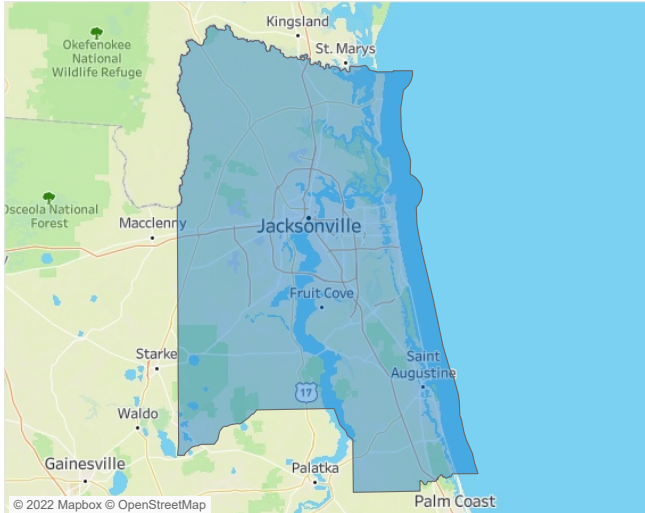 Kingsland
Okefenokee
National
Wildlife Refuge
St. Marys
Osceola National
Forest
Macclenny
Jacksonville
Fruit Cove
Starke
Saint
Augustine
17
Waldo
Gainesville
Palatka
Palm Coast
© 2022 Mapbox © OpenStreetMap